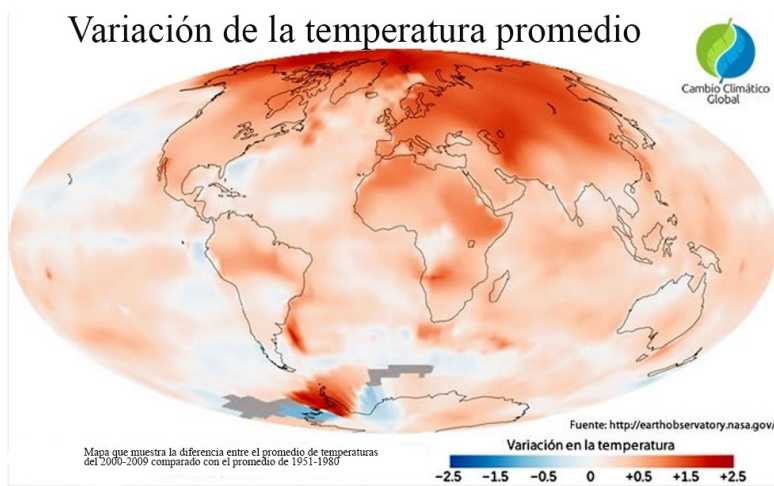 Variación de la temperatura promedio
Cambio Climático
Global
Fuente: http://earthobservatory.nasa.gov/
Mapa que muestra la diferencia entre el promedio de temperaturas
del 2000-2009 comparado con el promedio de 1951-1980
Variación en la temperatura
−2.5 −1.5 −0.5 0 +0.5 +1.5 +2.5